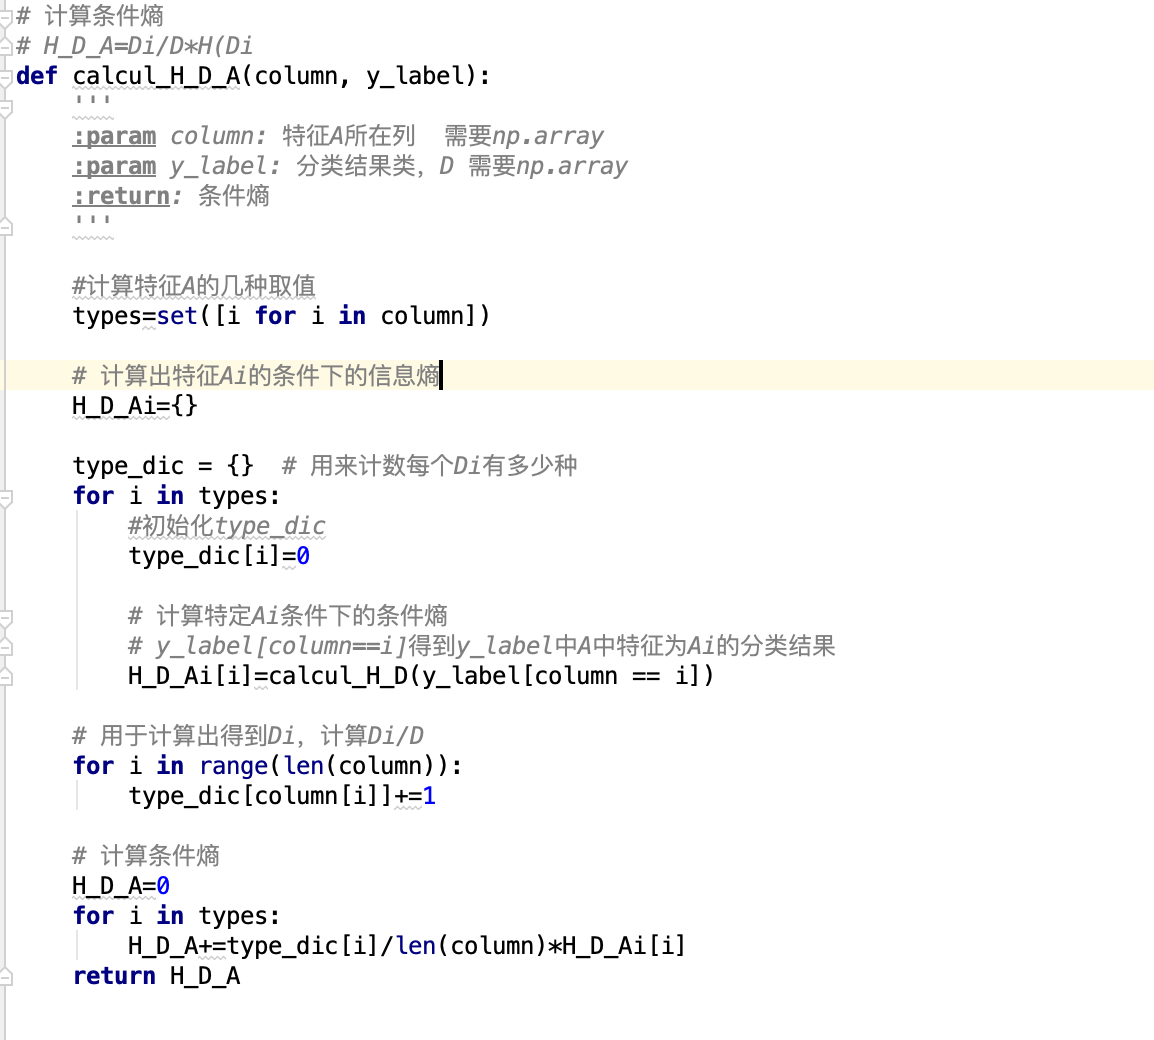 # 计算条件熵
# H_D_A=Di/D*H(Di
def calcul_H_D_A(column, y_label):
    '''
    :param column: 特征A所在列  需要np.array
    :param y_label: 分类结果类，D 需要np.array
    :return: 条件熵
    '''
    #计算特征A的几种取值
    types=set([i for i in column])
    # 计算出特征Ai的条件下的信息熵
    H_D_Ai={}
    type_dic = {}  # 用来计数每个Di有多少种
    for i in types:
        #初始化type_dic
        type_dic[i]=0
        # 计算特定Ai条件下的条件熵
        # y_label[column==i]得到y_label中A中特征为Ai的分类结果
        H_D_Ai[i]=calcul_H_D(y_label[column == i])
    # 用于计算出得到Di，计算Di/D
    for i in range(len(column)):
        type_dic[column[i]]+=1
    # 计算条件熵
    H_D_A=0
    for i in types:
        H_D_A+=type_dic[i]/len(column)*H_D_Ai[i]
    return H_D_A